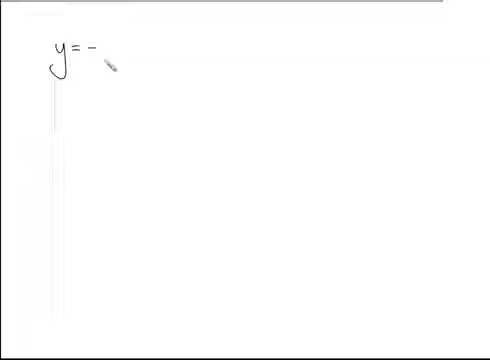 y = -